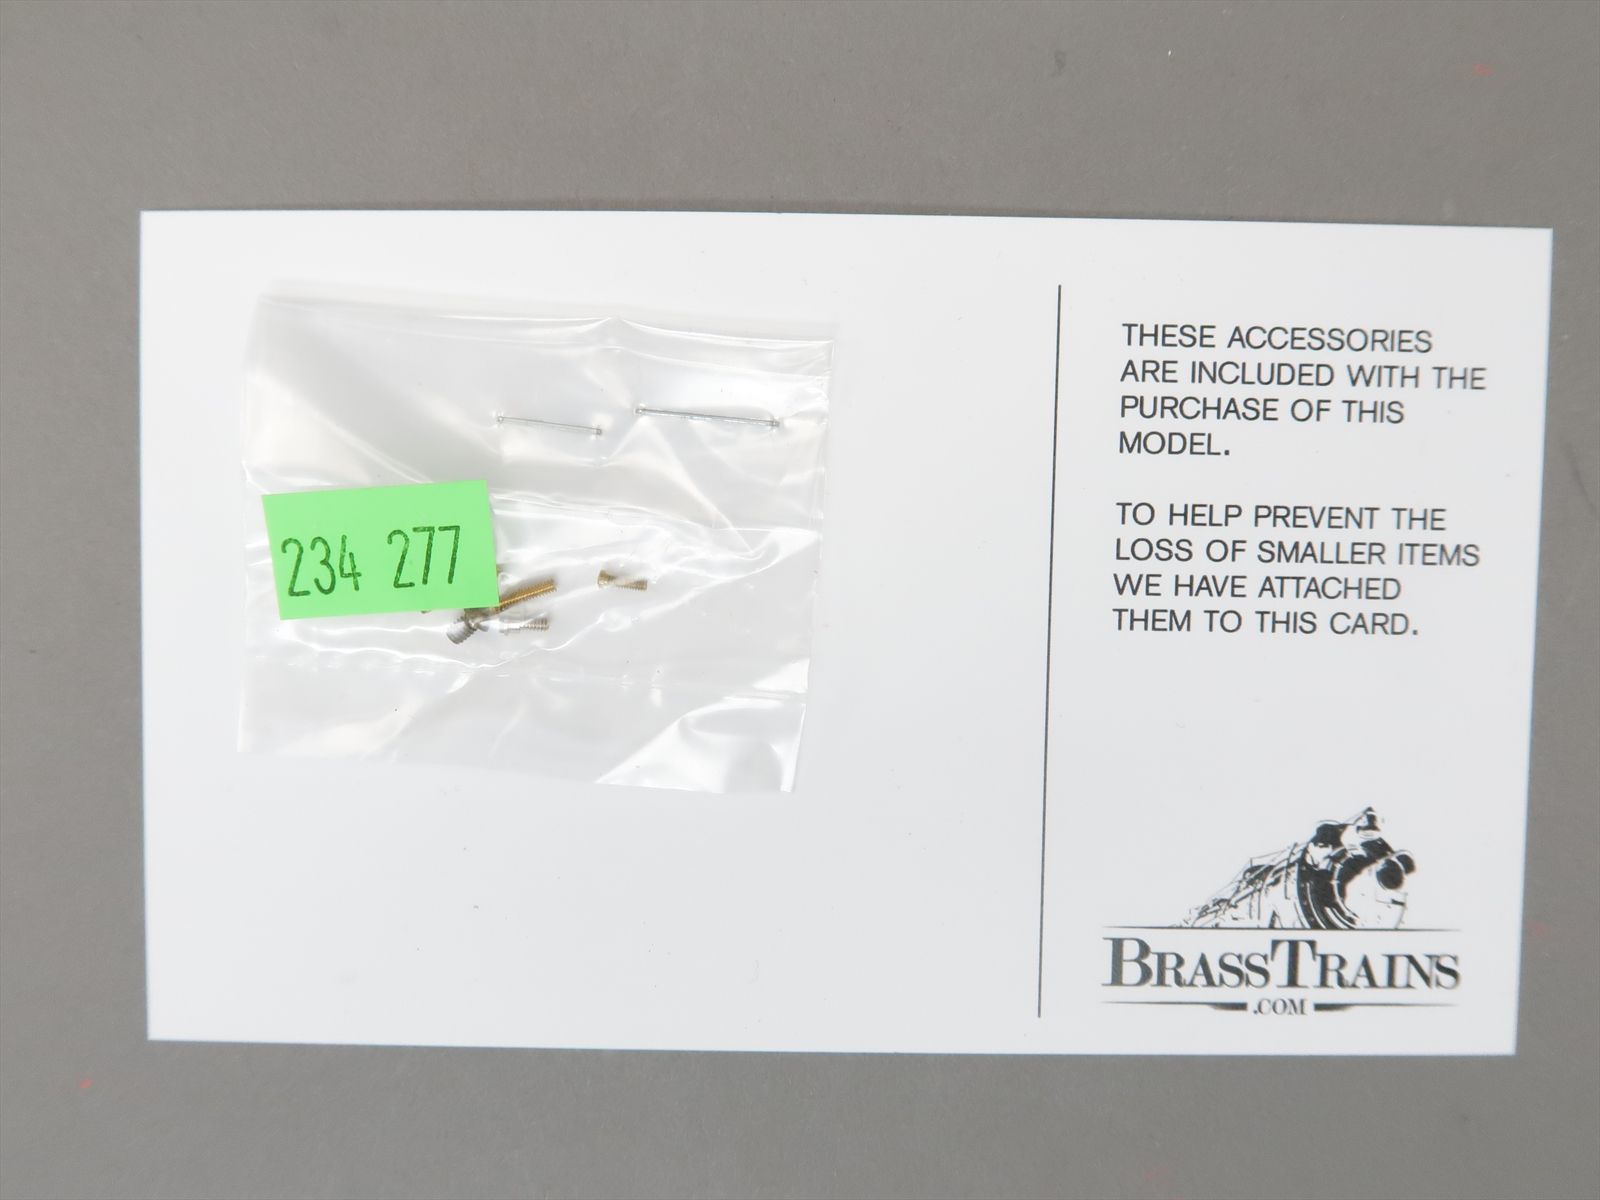 234 277
THESE ACCESSORIES
ARE INCLUDED WITH THE
PURCHASE OF THIS
MODEL.
TO HELP PREVENT THE
LOSS OF SMALLER ITEMS
WE HAVE ATTACHED
THEM TO THIS CARD.
BRASSTRAINS
.COM